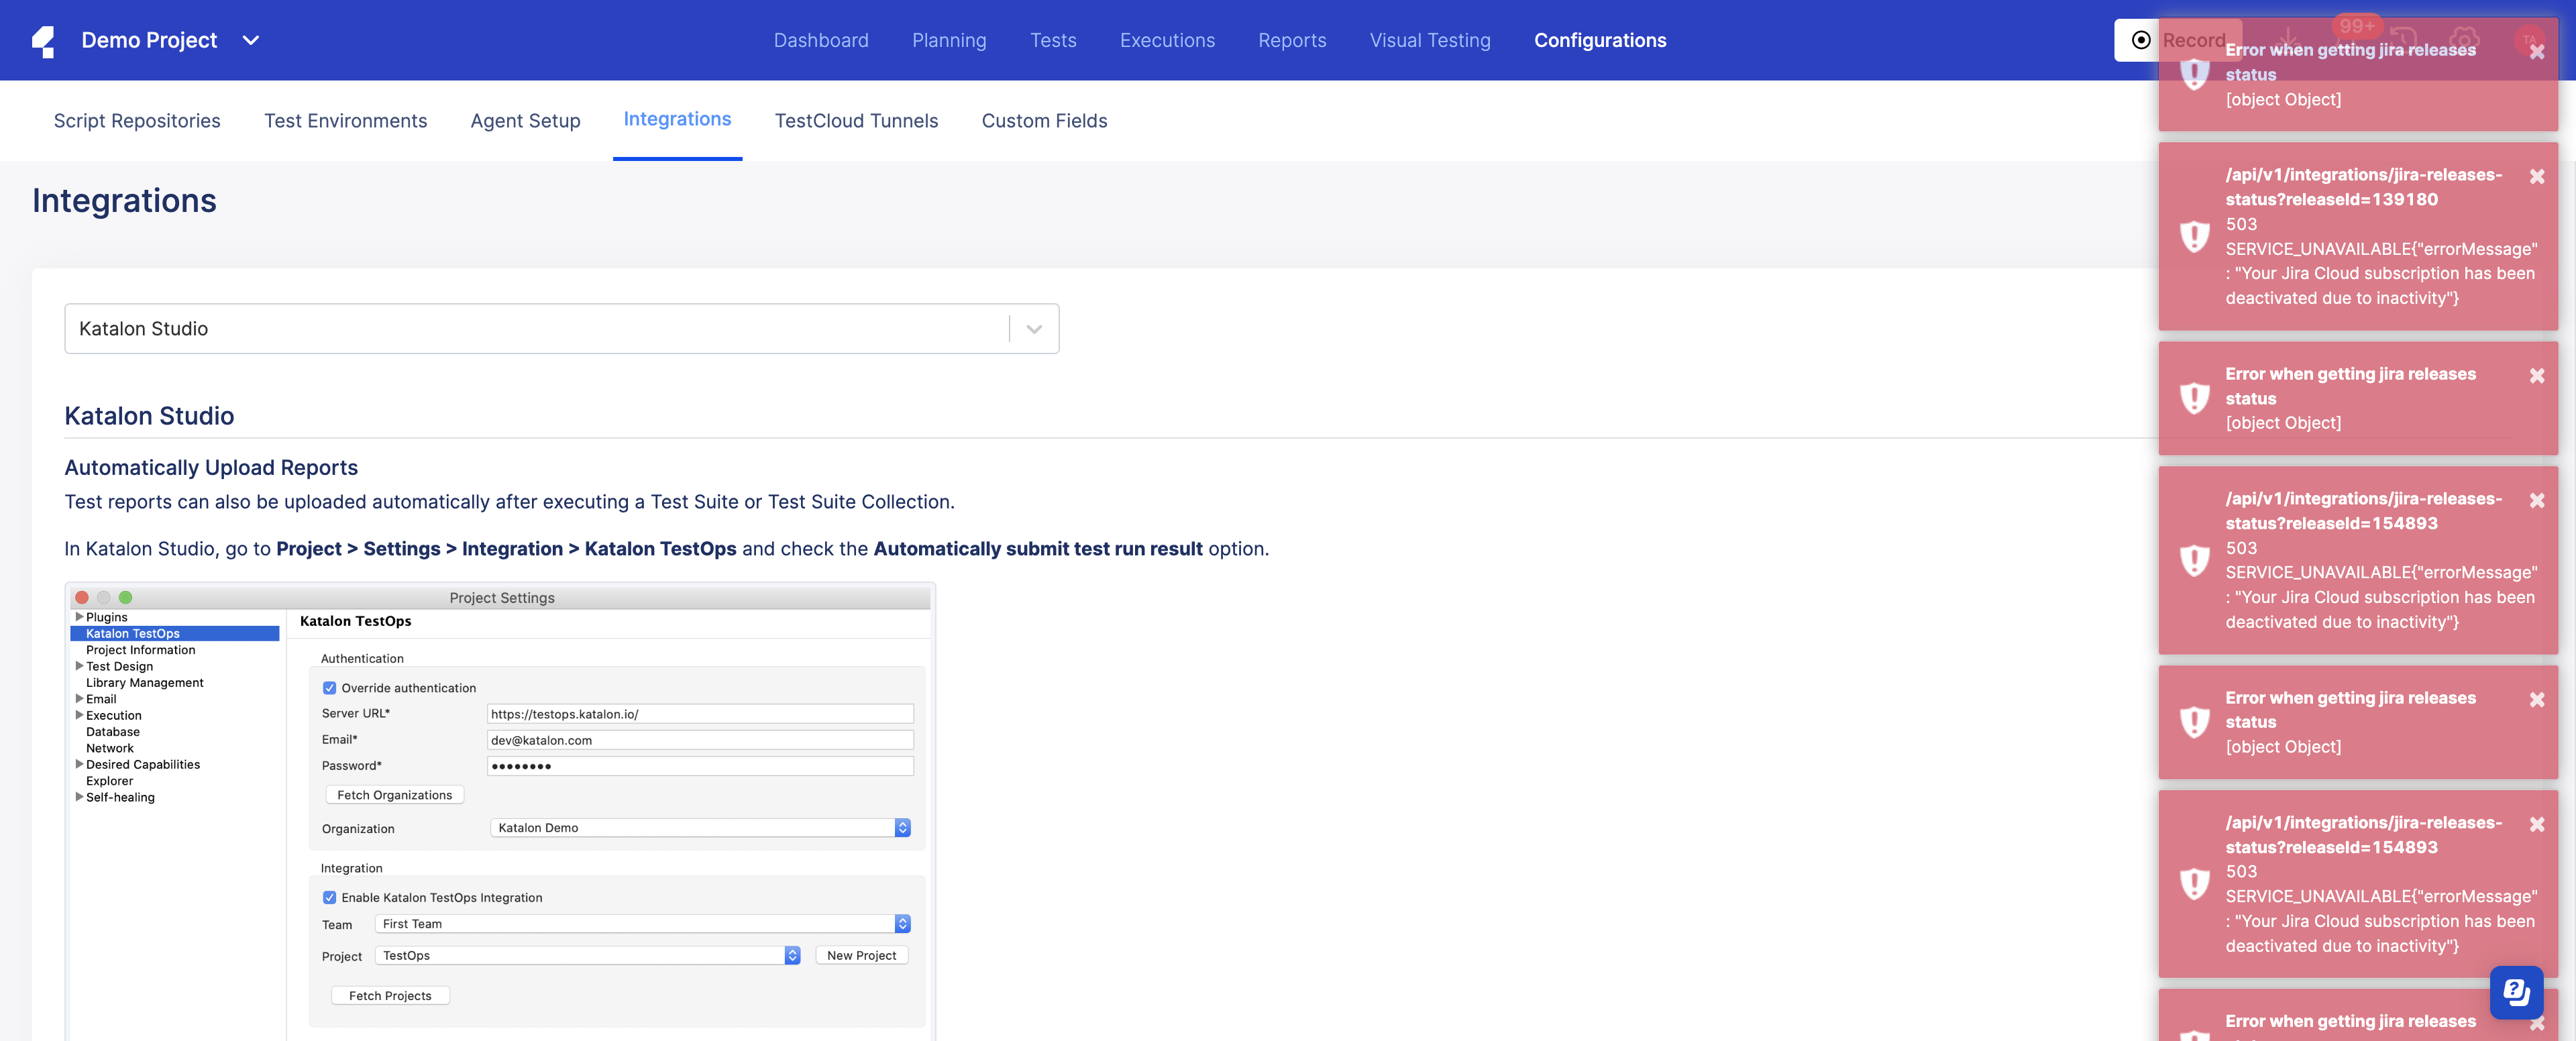 Demo Project
Dashboard
Planning
Tests
Executions
Reports
Visual Testing
Configurations
Record
99+
TA
Script Repositories
Test Environments
Agent Setup
Integrations
TestCloud Tunnels
Custom Fields
Integrations
Katalon Studio
Katalon Studio
Automatically Upload Reports
Test reports can also be uploaded automatically after executing a Test Suite or Test Suite Collection.
In Katalon Studio, go to Project > Settings > Integration > Katalon TestOps and check the Automatically submit test run result option.
Project Settings
Plugins
Katalon TestOps
Project Information
Test Design
Library Management
Email
Execution
Database
Network
Desired Capabilities
Explorer
Self-healing
Katalon TestOps
Authentication
Override authentication
Server URL*
https://testops.katalon.io/
Email*
dev@katalon.com
Password*
Fetch Organizations
Organization
Katalon Demo
Integration
Enable Katalon TestOps Integration
Team
First Team
Project
TestOps
New Project
Fetch Projects
Error when getting jira releases
status
[object Object]
/api/v1/integrations/jira-releases-
status?releaseId=139180
503
SERVICE_UNAVAILABLE{"errorMessage"
: "Your Jira Cloud subscription has been
deactivated due to inactivity"}
Error when getting jira releases
status
[object Object]
/api/v1/integrations/jira-releases-
status?releaseId=154893
503
SERVICE_UNAVAILABLE{"errorMessage"
: "Your Jira Cloud subscription has been
deactivated due to inactivity"}
Error when getting jira releases
status
[object Object]
/api/v1/integrations/jira-releases-
status?releaseId=154893
503
SERVICE_UNAVAILABLE{"errorMessage"
: "Your Jira Cloud subscription has been
deactivated due to inactivity"}
Error when getting jira releases